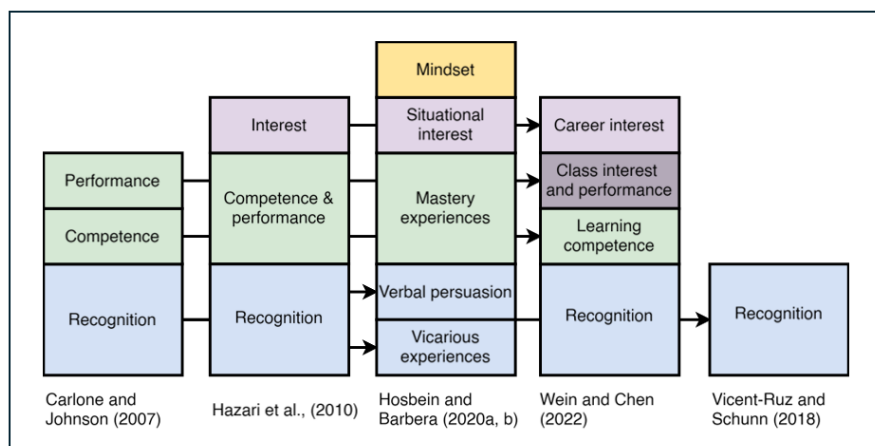 Mindset
Interest
Situational
interest
Career interest
Performance
Competence &
performance
Mastery
experiences
Class interest
and performance
Competence
Learning
competence
Recognition
Recognition
Verbal persuasion
Vicarious
experiences
Recognition
Recognition
Carlone and
Johnson (2007)
Hazari et al., (2010)
Hosbein and
Barbera (2020a, b)
Wein and Chen
(2022)
Vicent-Ruz and
Schunn (2018)